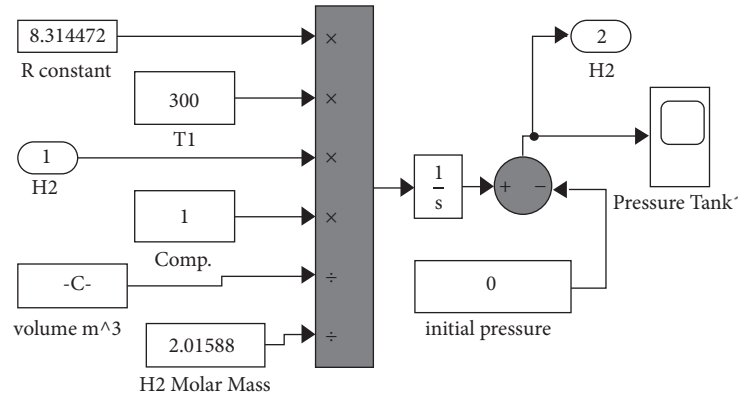 8.314472
R constant
×
300
T1
×
1
H2
×
1
Comp.
×
-C-
volume m^3
÷
2.01588
H2 Molar Mass
÷
1
s
+ −
2
H2
Pressure Tank
0
initial pressure